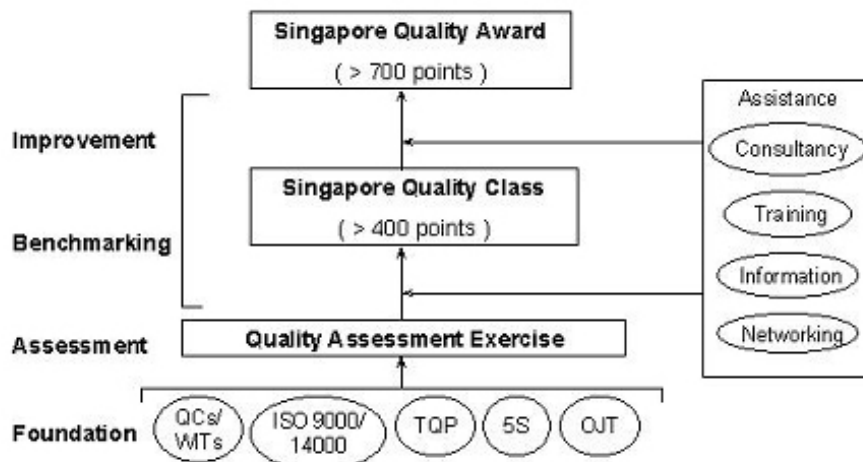 Singapore Quality Award
( > 700 points )
Assistance
Improvement
Consultancy
Singapore Quality Class
( > 400 points )
Training
Benchmarking
Information
Assessment
Quality Assessment Exercise
Networking
Foundation
QCs/
WITs
ISO 9000/
14000
TQP
5S
OJT